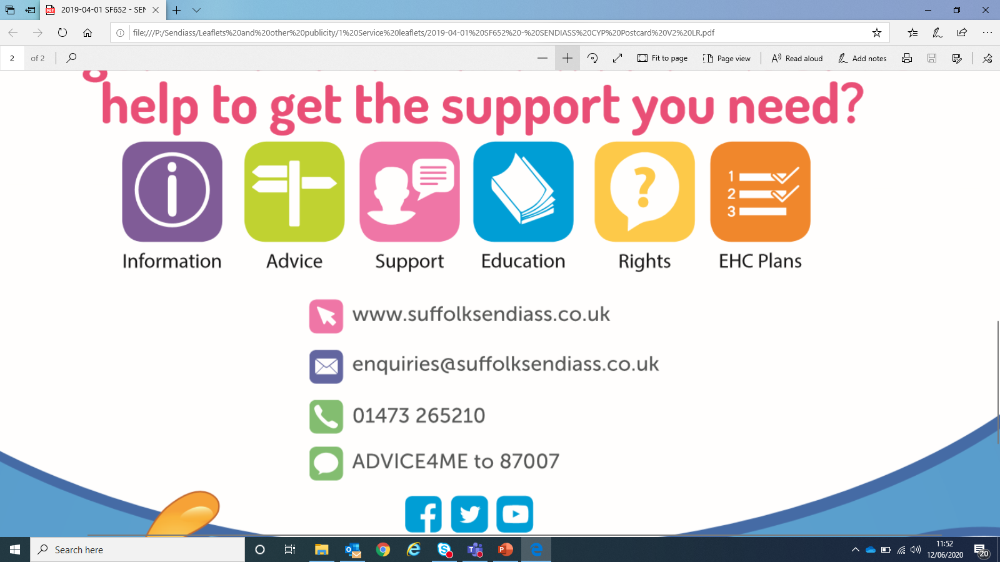 2019-04-01 SF652 - SEN
file:///P:/Sendiass/Leaflets%20and%20other%20publicity/1%20Service%20leaflets/2019-04-01%20SF652%20-%20SENDIASS%20CYP%20Postcard%20V2%20LR.pdf
2 of 2
Fit to page
Page view
Read aloud
Add notes
help to get the support you need?
1
2
3
Information Advice Support Education Rights EHC Plans
www.suffolksendiass.co.uk
enquiries@suffolksendiass.co.uk
01473 265210
ADVICE4ME to 87007
Search here
11:52
12/06/2020
20